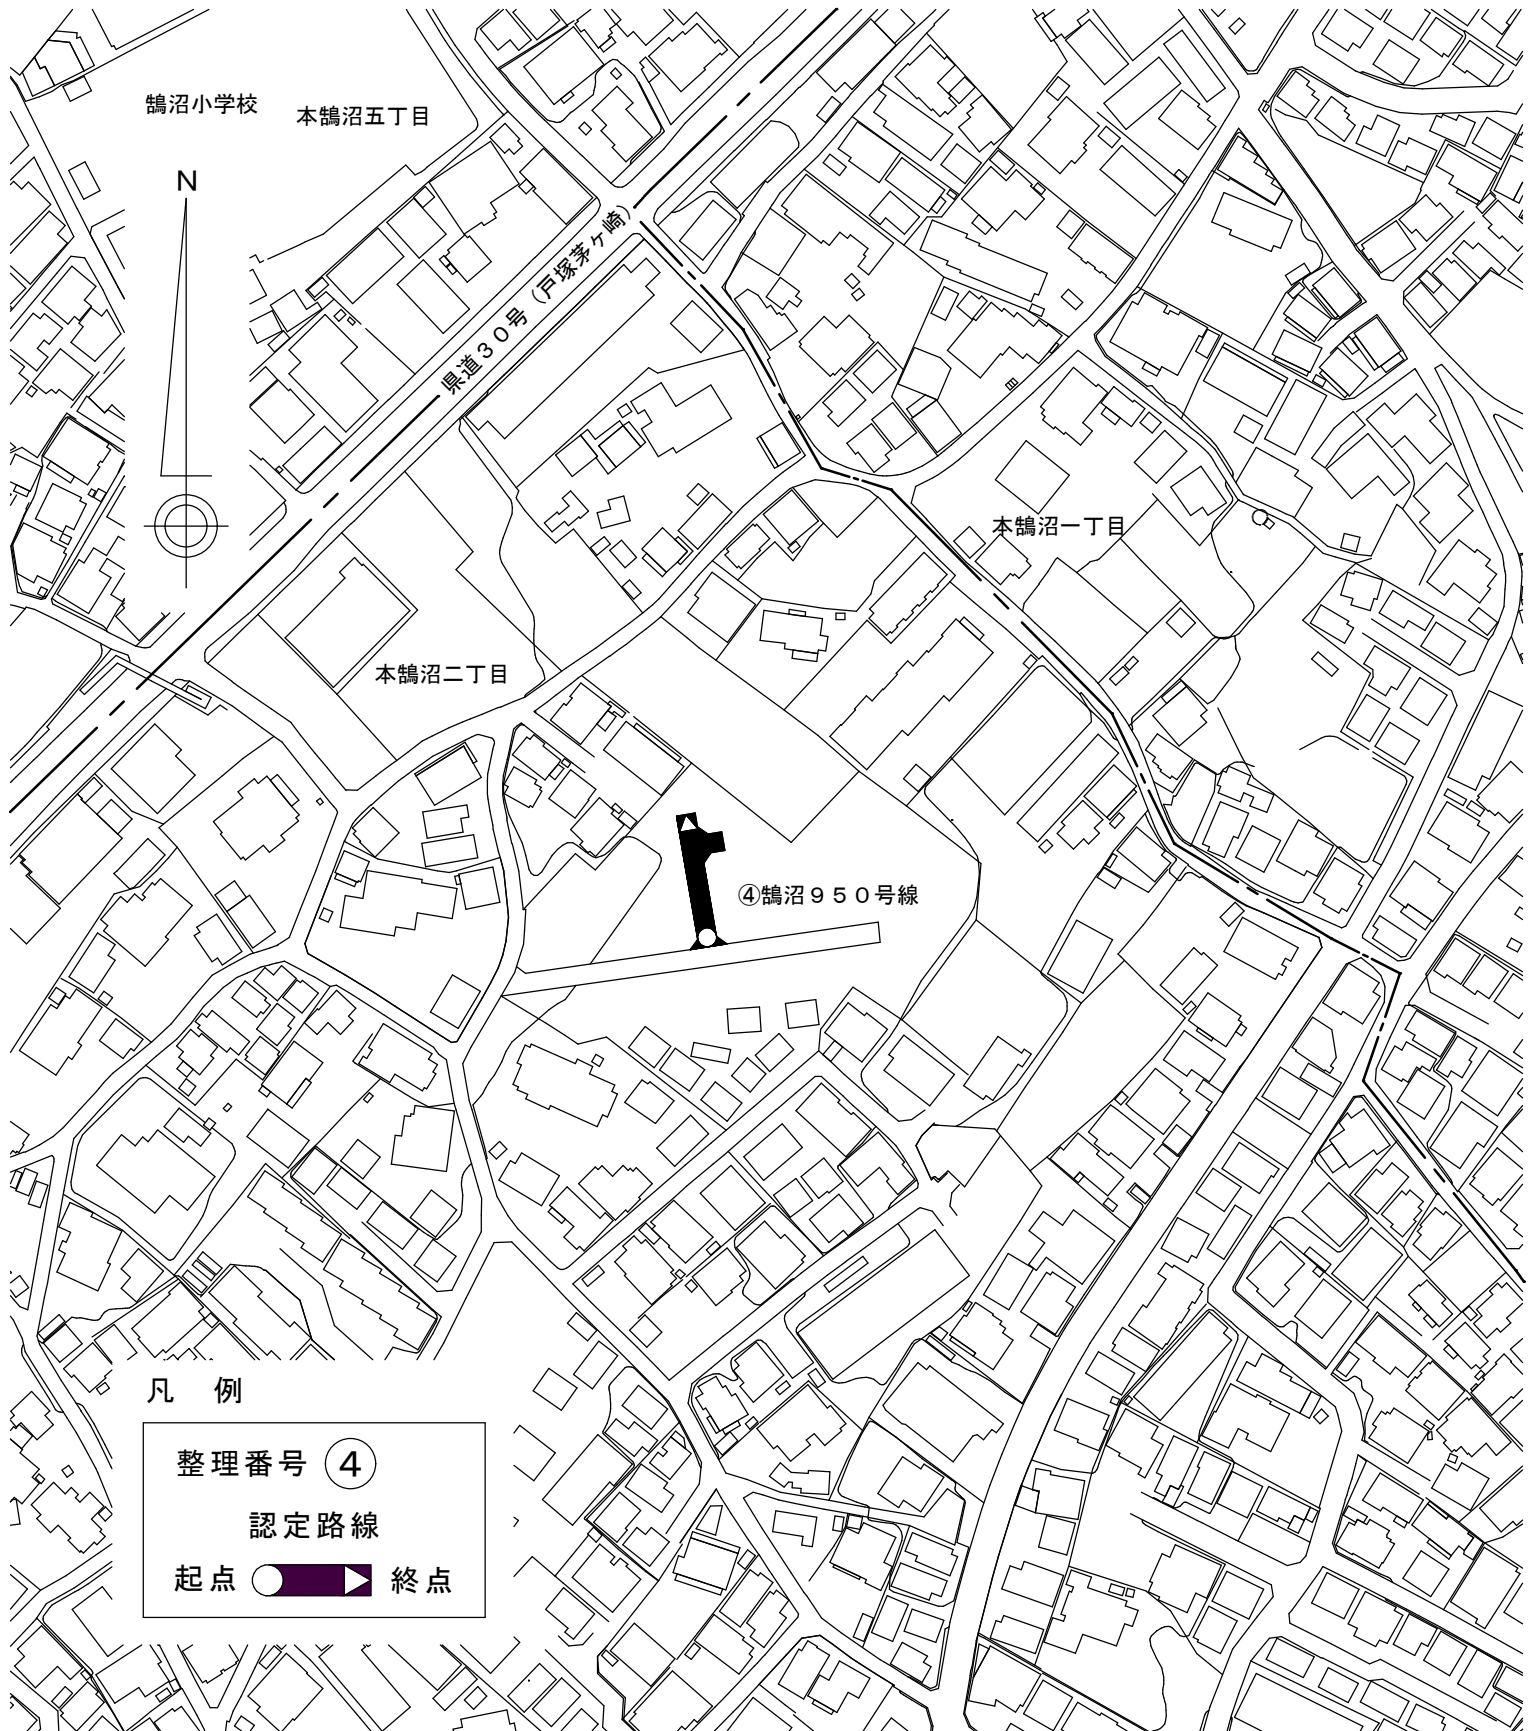 鵠沼小学校
本鵠沼五丁目
N
県道30号（戸塚茅ヶ崎）
本鵠沼一丁目
本鵠沼二丁目
④鵠沼950号線
凡 例
整理番号 ④
認定路線
起点 終点